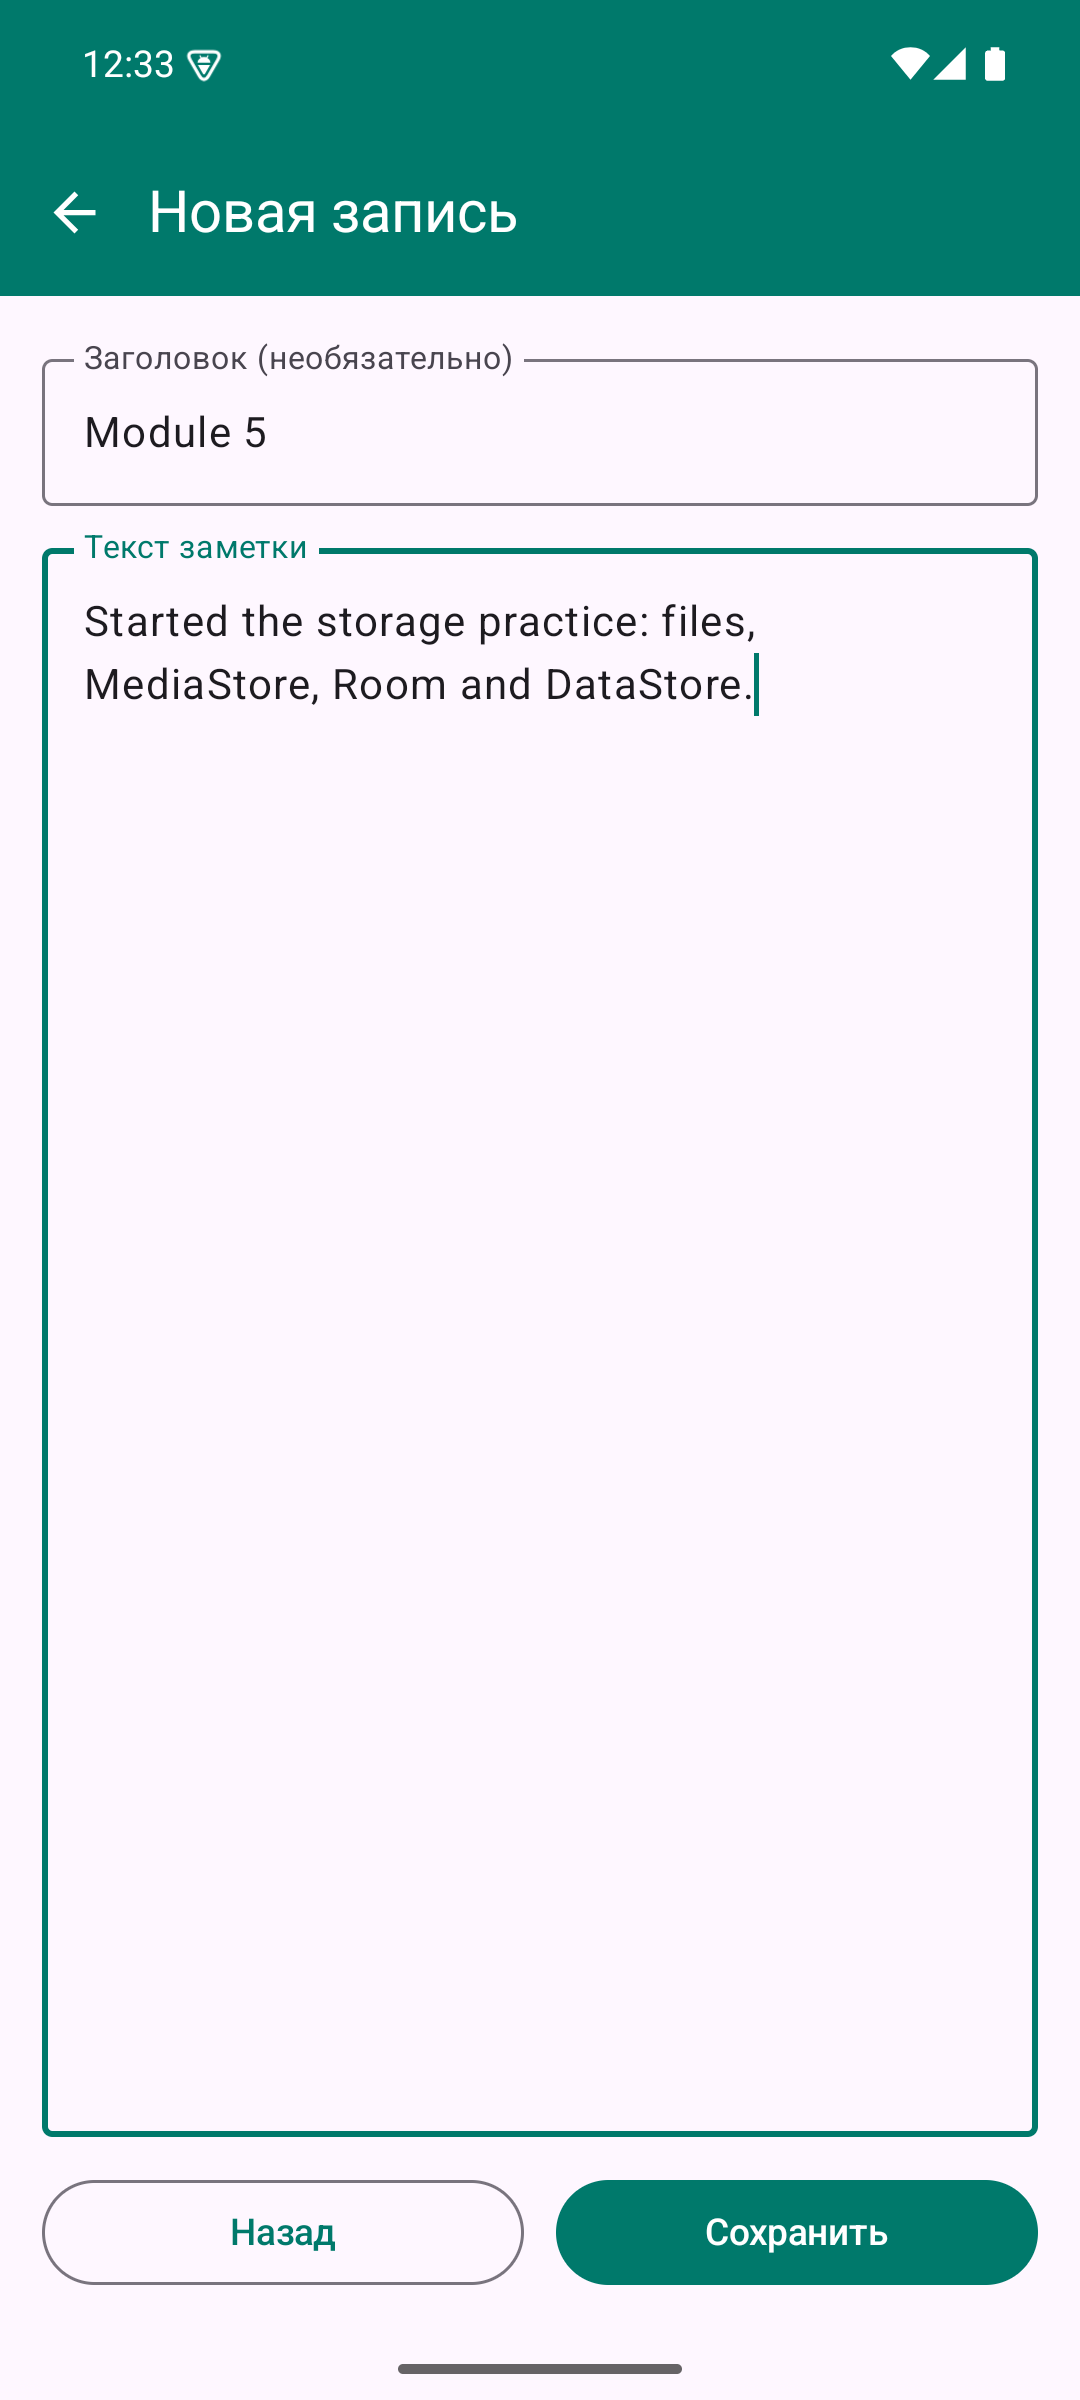 12:33
Новая запись
Заголовок (необязательно)
Module 5
Текст заметки
Started the storage practice: files,
MediaStore, Room and DataStore.
Назад
Сохранить